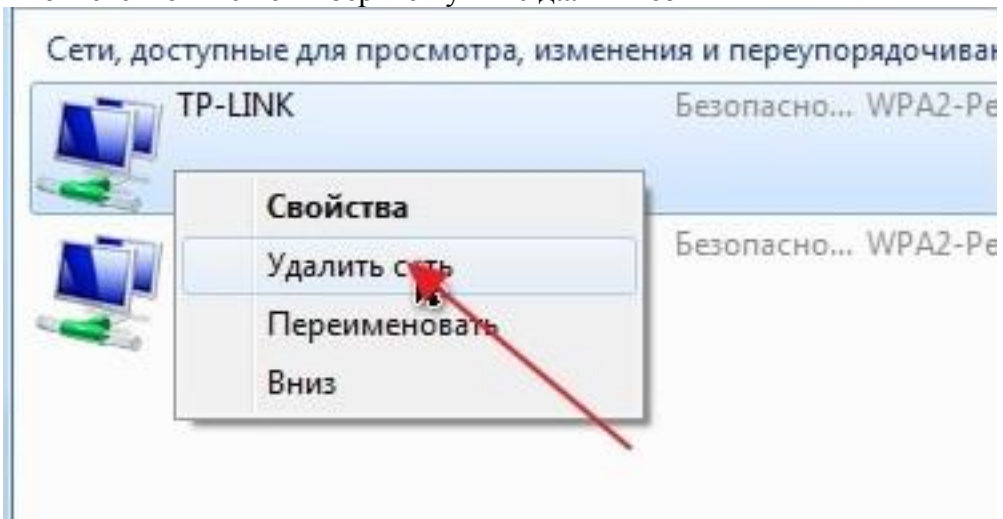 Сети, доступные для просмотра, изменения и переупорядочиван
TP-LINK Безопасно... WPA2-Pe
Свойства
Безопасно... WPA2-Pe
Удалить сеть
Переименовать
Вниз